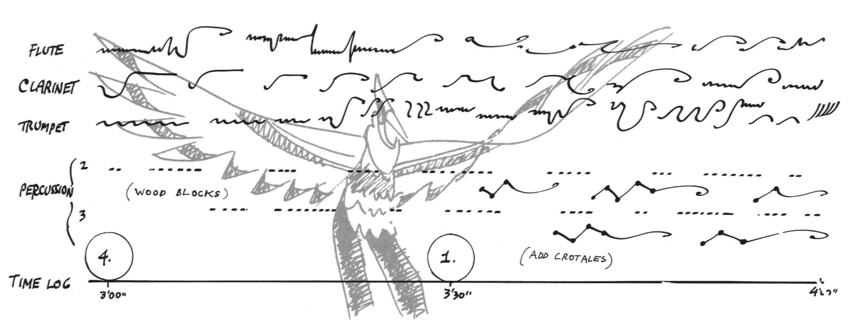 FLUTE
CLARINET
TRUMPET
2
PERCUSSION
(WOOD BLOCKS)
3
4.
1.
(ADD CROTALES)
TIME LOG
3'00"
3'30"